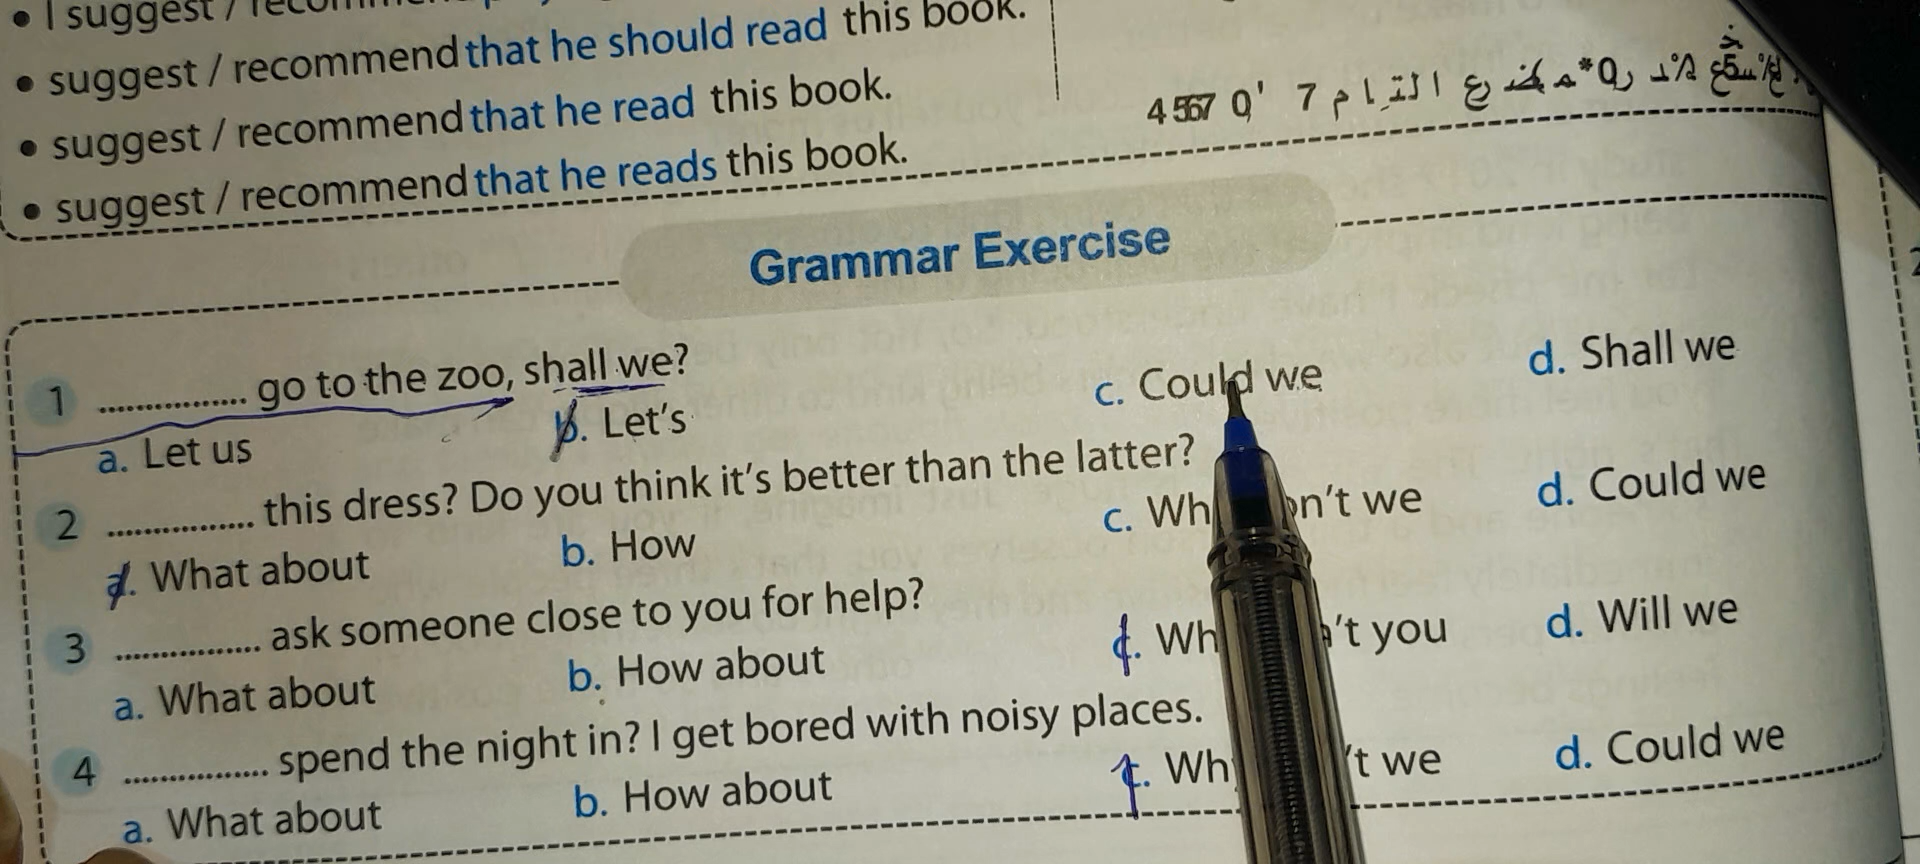 • I suggest /
• suggest / recommend that he should read this book.
• suggest / recommend that he read this book.
• suggest / recommend that he reads this book.
Grammar Exercise
1 ................ go to the zoo, shall we?
a. Let us b. Let's c. Could we d. Shall we
2 ................ this dress? Do you think it's better than the latter?
a. What about b. How c. we d. Could we
3 ................ ask someone close to you for help?
a. What about b. How about c. you d. Will we
4 ................ spend the night in? I get bored with noisy places.
a. What about b. How about c. we d. Could we